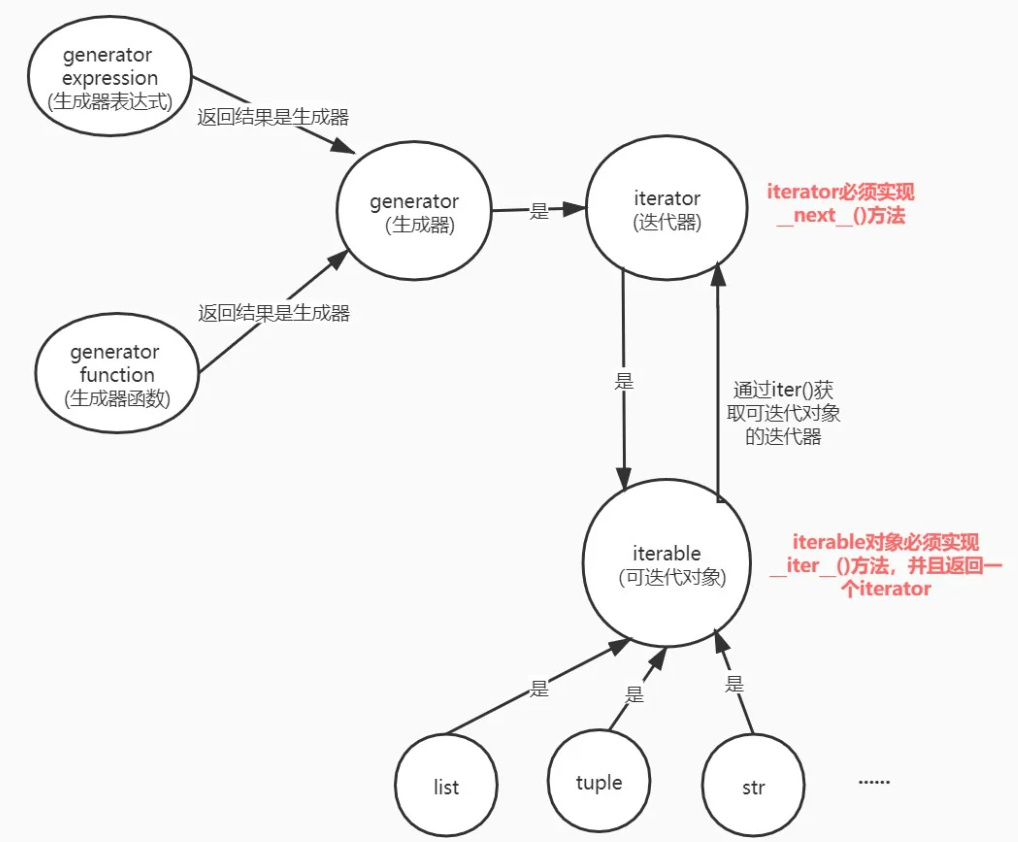 generator
expression
(生成器表达式)
返回结果是生成器
generator
(生成器)
是
iterator
(迭代器)
iterator必须实现
__next__()方法
返回结果是生成器
generator
function
(生成器函数)
是
通过iter()获
取可迭代对象
的迭代器
iterable
(可迭代对象)
iterable对象必须实现
__iter__()方法，并且返回一
个iterator
是
是
是
list
tuple
str
......